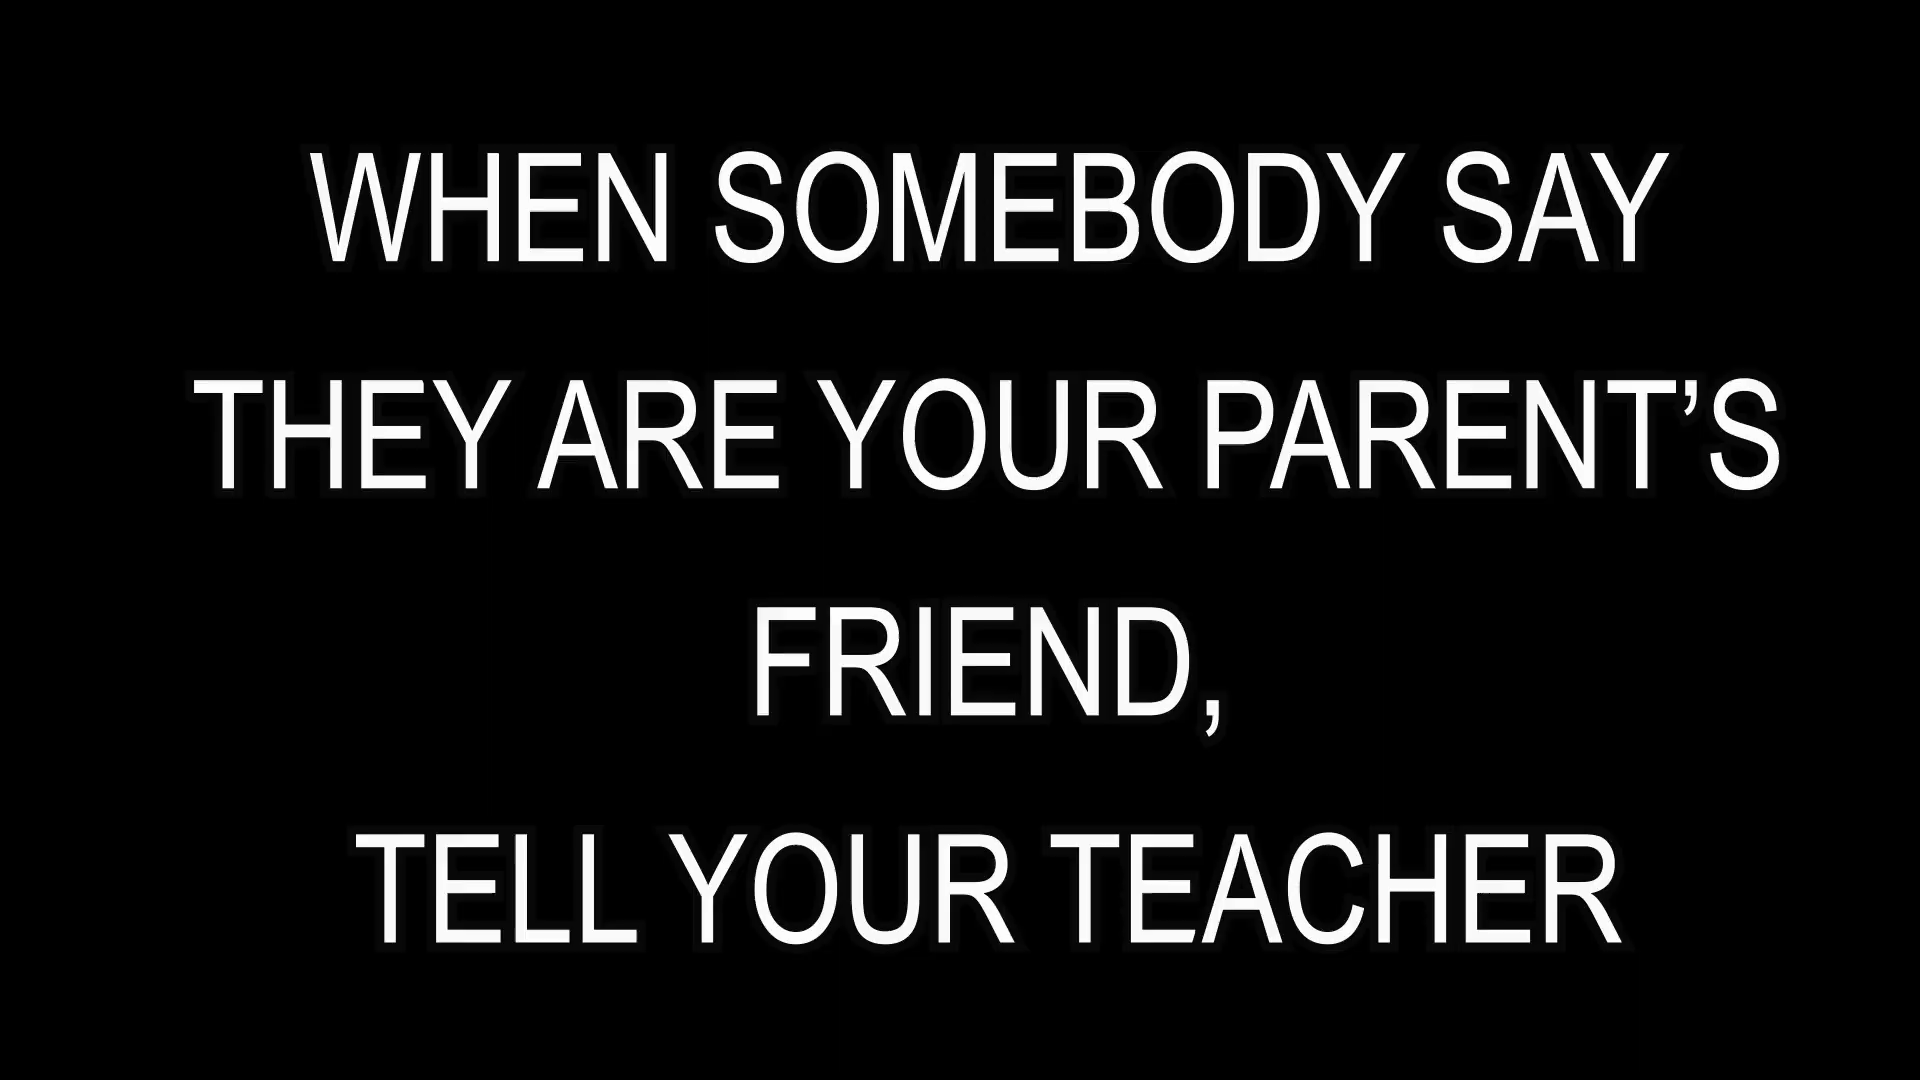 WHEN SOMEBODY SAY
THEY ARE YOUR PARENT’S
FRIEND,
TELL YOUR TEACHER